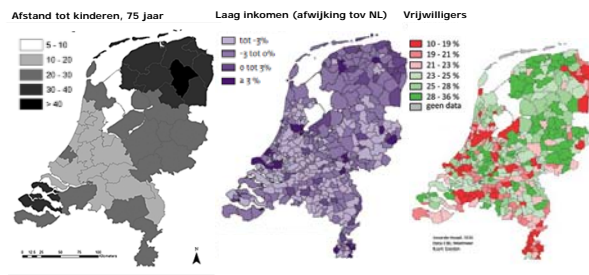 Afstand tot kinderen, 75 jaar
5 - 10
10 - 20
20 - 30
30 - 40
> 40
N
Laag inkomen (afwijking tov NL)
tot -3%
-3 tot 0%
0 tot 3%
a 3 %
Vrijwilligers
10 - 19 %
19 - 21 %
21 - 23 %
23 - 25 %
25 - 28 %
28 - 36 %
geen data